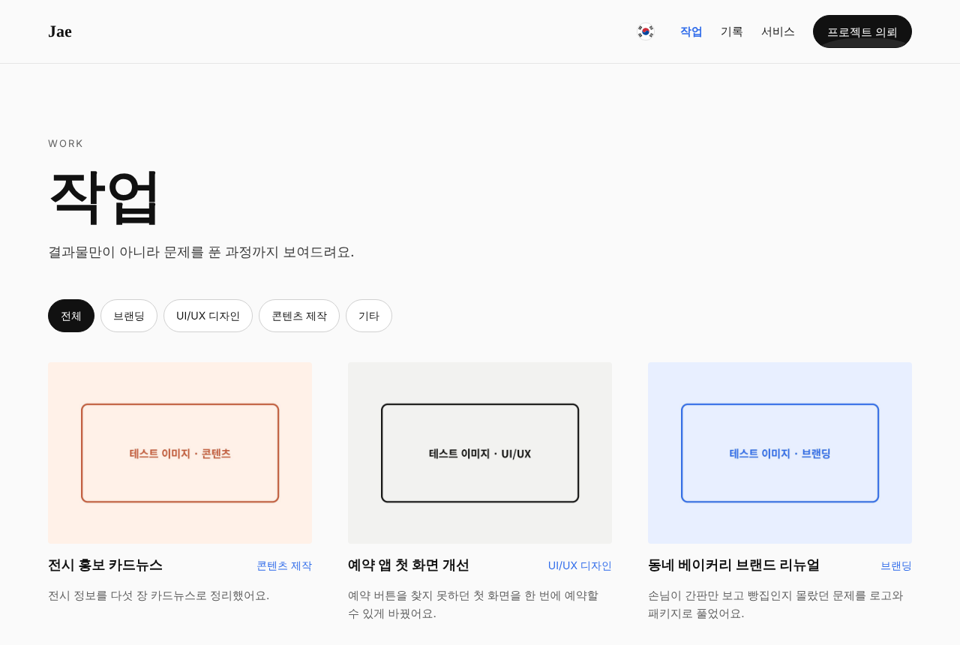 Jae
작업
기록
서비스
프로젝트 의뢰
WORK
작업
결과물만이 아니라 문제를 푼 과정까지 보여드려요.
전체
브랜딩
UI/UX 디자인
콘텐츠 제작
기타
테스트 이미지 · 콘텐츠
테스트 이미지 · UI/UX
테스트 이미지 · 브랜딩
전시 홍보 카드뉴스
콘텐츠 제작
전시 정보를 다섯 장 카드뉴스로 정리했어요.
예약 앱 첫 화면 개선
UI/UX 디자인
예약 버튼을 찾지 못하던 첫 화면을 한 번에 예약할
수 있게 바꿨어요.
동네 베이커리 브랜드 리뉴얼
브랜딩
손님이 간판만 보고 빵집인지 몰랐던 문제를 로고와
패키지로 풀었어요.